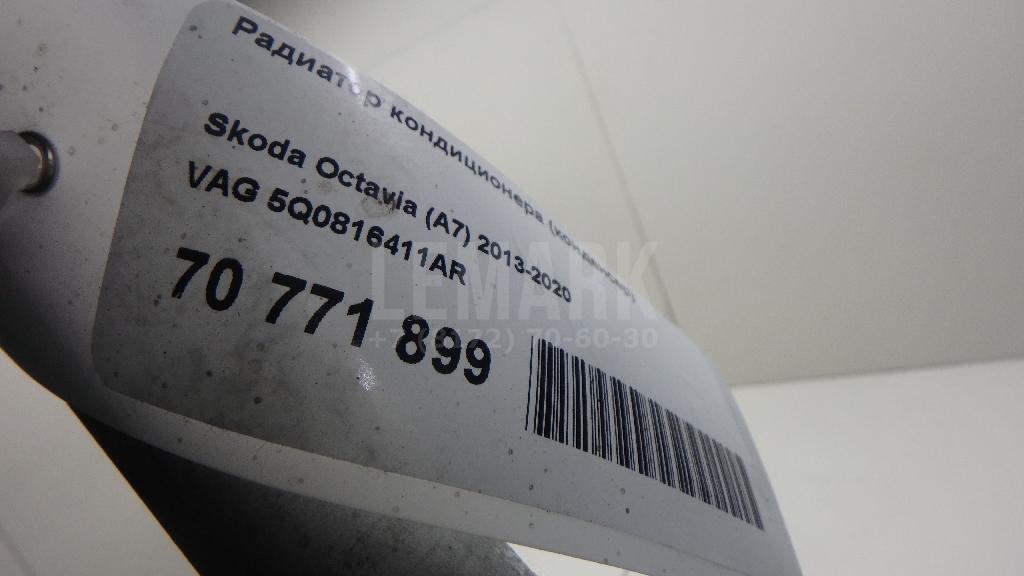 Радиатор кондиционера (конденсер)
Skoda Octavia (A7) 2013-2020
VAG 5Q0816411AR
70 771 899
LEMARK
70-60-30